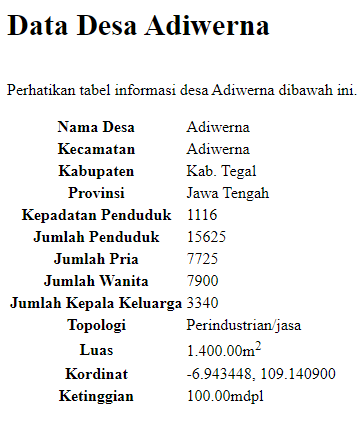 Data Desa Adiwerna
Perhatikan tabel informasi desa Adiwerna dibawah ini.
Nama Desa Adiwerna
Kecamatan Adiwerna
Kabupaten Kab. Tegal
Provinsi Jawa Tengah
Kepadatan Penduduk 1116
Jumlah Penduduk 15625
Jumlah Pria 7725
Jumlah Wanita 7900
Jumlah Kepala Keluarga 3340
Topologi Perindustrian/jasa
Luas 1.400.00m²
Kordinat -6.943448, 109.140900
Ketinggian 100.00mdpl